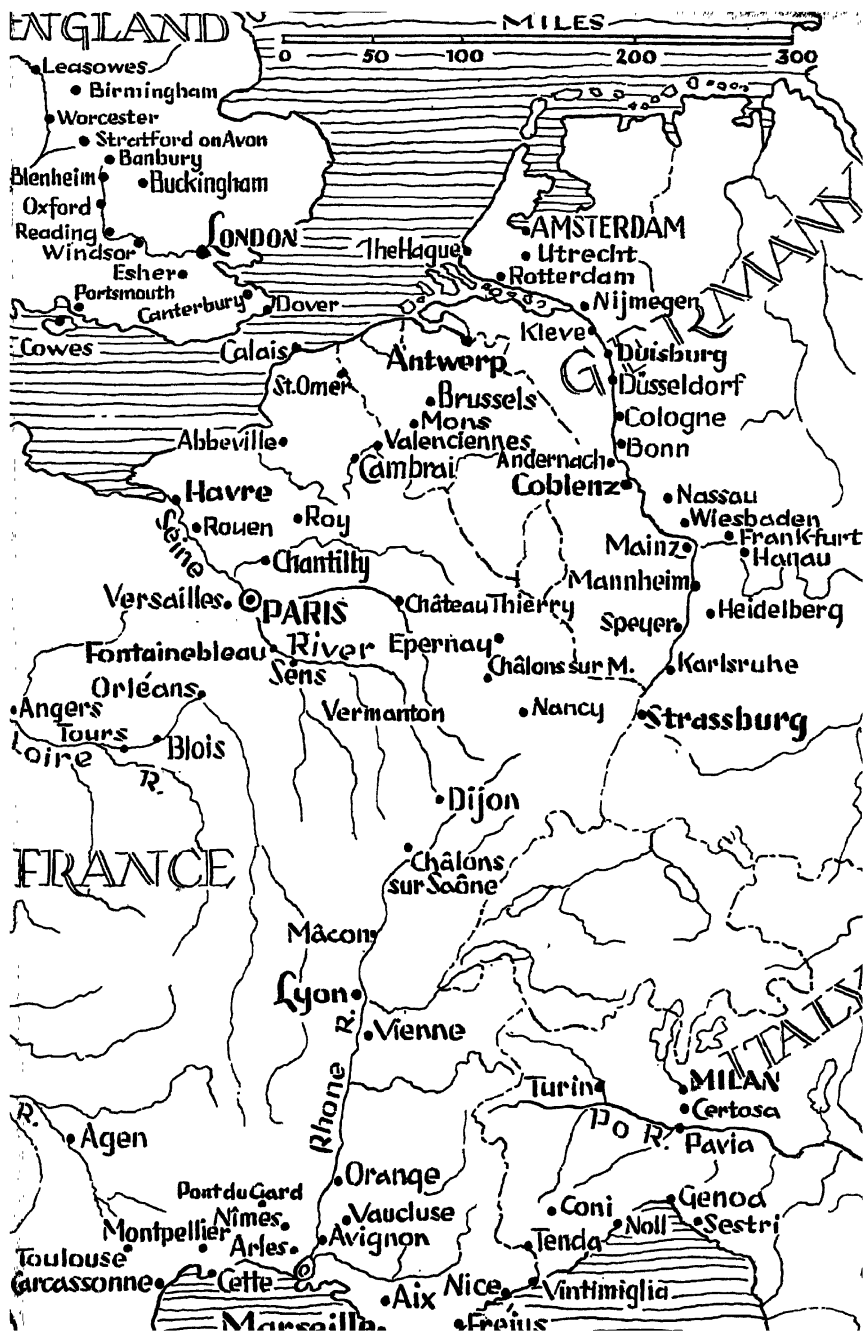 ENGLAND
MILES
0 50 100 200 300
Leasowes
Birmingham
Worcester
Stratford on Avon
Banbury
Blenheim
Buckingham
Oxford
Reading
LONDON
Windsor
Esher
Portsmouth
Canterbury
Dover
Cowes
AMSTERDAM
The Hague
Utrecht
Rotterdam
Nijmegen
GERMANY
Kleve
Calais
Antwerp
Duisburg
St. Omer
Düsseldorf
Brussels
Cologne
Mons
Abbeville
Valenciennes
Bonn
Cambrai
Andernach
Coblenz
Havre
Nassau
Seine
Rouen
Roy
Wiesbaden
Frankfurt
Mainz
Hanau
Chantilly
Mannheim
Versailles
PARIS
Château Thierry
Heidelberg
Speyer
Fontainebleau
River
Epernay
Sens
Châlons sur M.
Karlsruhe
Orléans
Angers
Vermanton
Nancy
Strassburg
Tours
Blois
Loire
R.
Dijon
FRANCE
Châlons
sur Saône
Mâcon
Lyon
R.
Vienne
ITALY
Turin
MILAN
Rhone
Certosa
R.
Po R.
Pavia
Agen
Orange
Pont du Gard
Coni
Genoa
Nîmes
Vaucluse
Noll
Sestri
Montpellier
Arles
Avignon
Tenda
Toulouse
Carcassonne
Cette
Aix
Nice
Vintimiglia
Marseille
Frejus